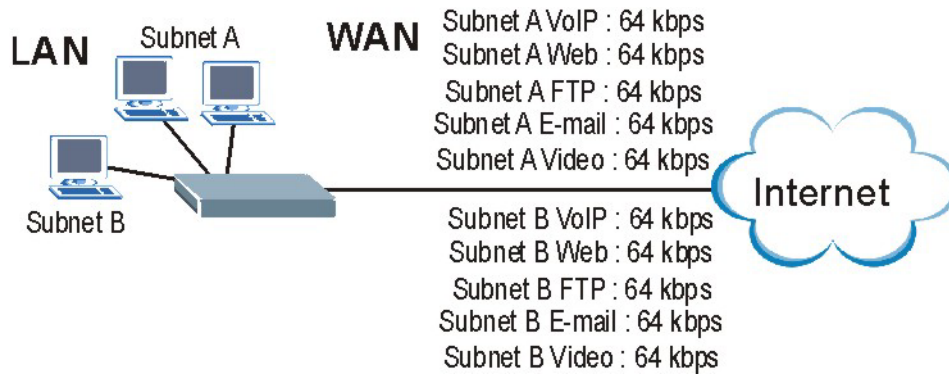 LAN
Subnet A
WAN
Subnet A VoIP : 64 kbps
Subnet A Web : 64 kbps
Subnet A FTP : 64 kbps
Subnet A E-mail : 64 kbps
Subnet A Video : 64 kbps
Subnet B
Internet
Subnet B VoIP : 64 kbps
Subnet B Web : 64 kbps
Subnet B FTP : 64 kbps
Subnet B E-mail : 64 kbps
Subnet B Video : 64 kbps